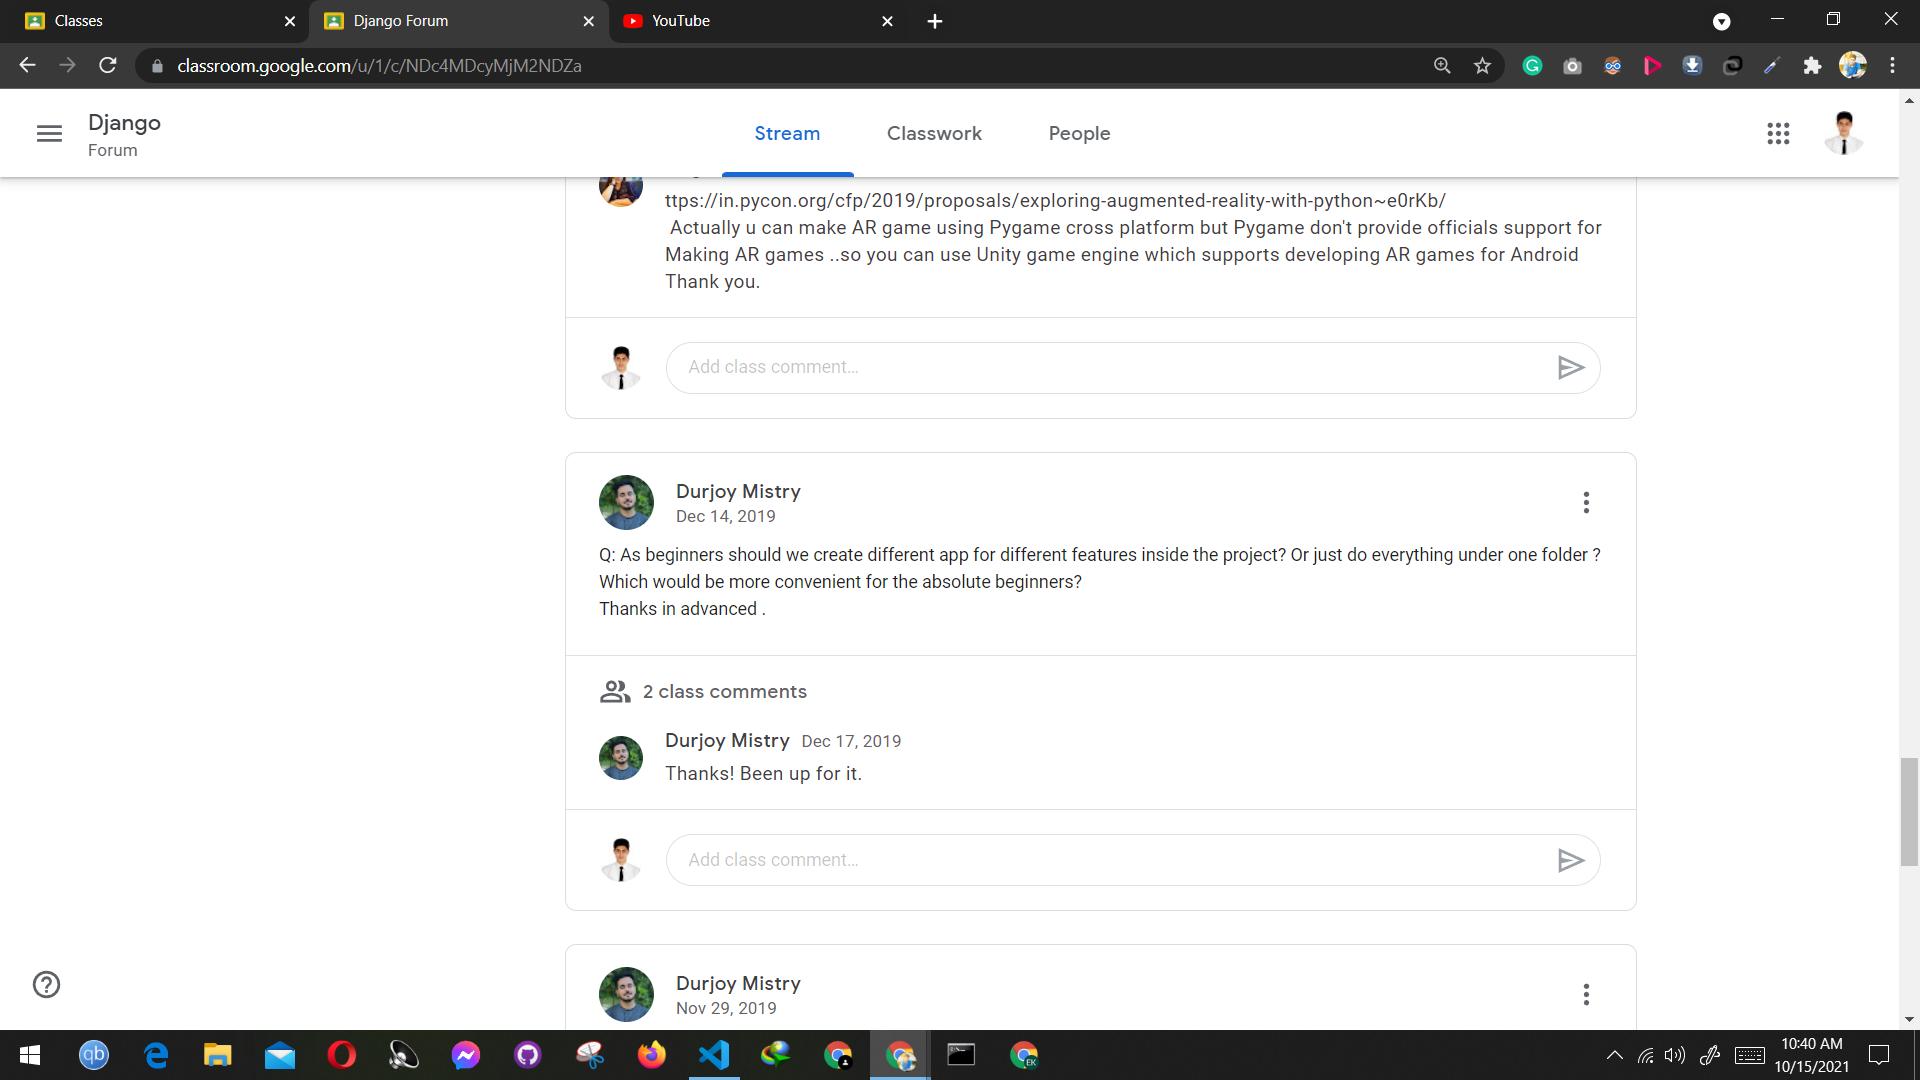 Classes
Django Forum
YouTube
classroom.google.com/u/1/c/NDc4MDcyMjM2NDZa
Django
Forum
Stream
Classwork
People
ttps://in.pycon.org/cfp/2019/proposals/exploring-augmented-reality-with-python~e0rKb/
Actually u can make AR game using Pygame cross platform but Pygame don't provide officials support for
Making AR games ..so you can use Unity game engine which supports developing AR games for Android
Thank you.
Add class comment...
Durjoy Mistry
Dec 14, 2019
Q: As beginners should we create different app for different features inside the project? Or just do everything under one folder ?
Which would be more convenient for the absolute beginners?
Thanks in advanced .
2 class comments
Durjoy Mistry Dec 17, 2019
Thanks! Been up for it.
Add class comment...
Durjoy Mistry
Nov 29, 2019
qb
EK
10:40 AM
10/15/2021